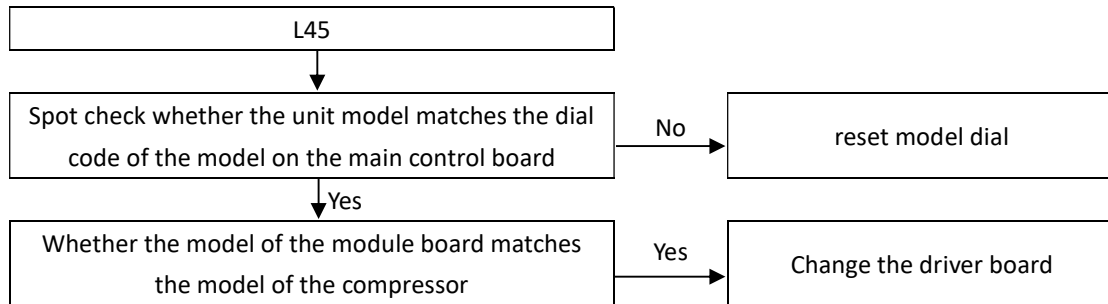 L45
Spot check whether the unit model matches the dial
code of the model on the main control board
No
reset model dial
Yes
Whether the model of the module board matches
the model of the compressor
Yes
Change the driver board